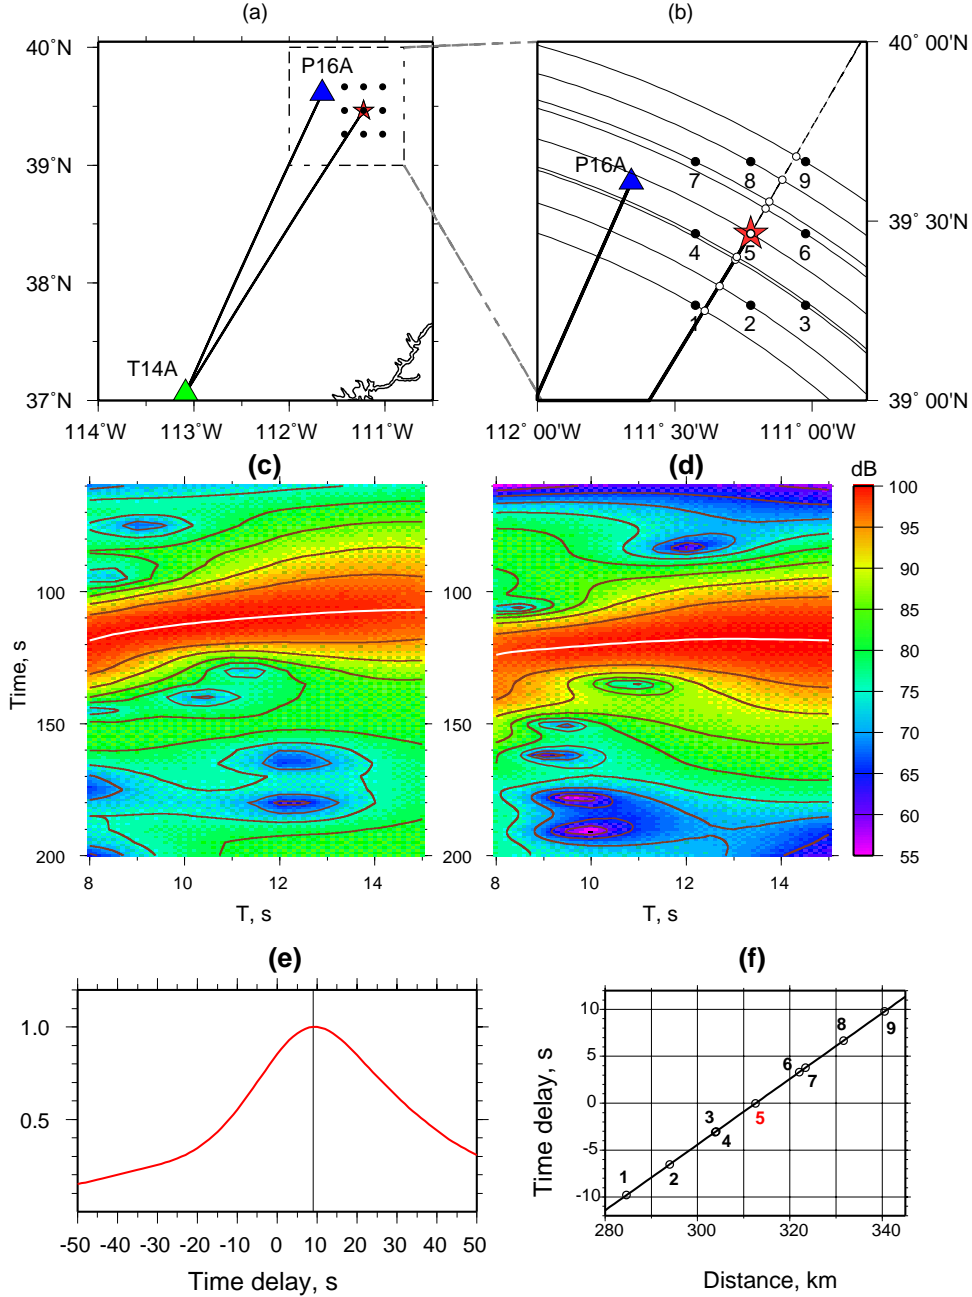 (a)
(b)
40°N
39°N
38°N
37°N
P16A
T14A
114°W
113°W
112°W
111°W
P16A
7
8
9
4
5
6
1
2
3
40° 00'N
39° 30'N
39° 00'N
112° 00'W
111° 30'W
111° 00'W
(c)
(d)
dB
Time, s
100
150
200
8
10
12
14
T, s
100
150
200
8
10
12
14
T, s
100
95
90
85
80
75
70
65
60
55
(e)
1.0
0.5
-50 -40 -30 -20 -10 0 10 20 30 40 50
Time delay, s
(f)
Time delay, s
10
5
0
-5
-10
1
2
3
4
5
6
7
8
9
280
300
320
340
Distance, km